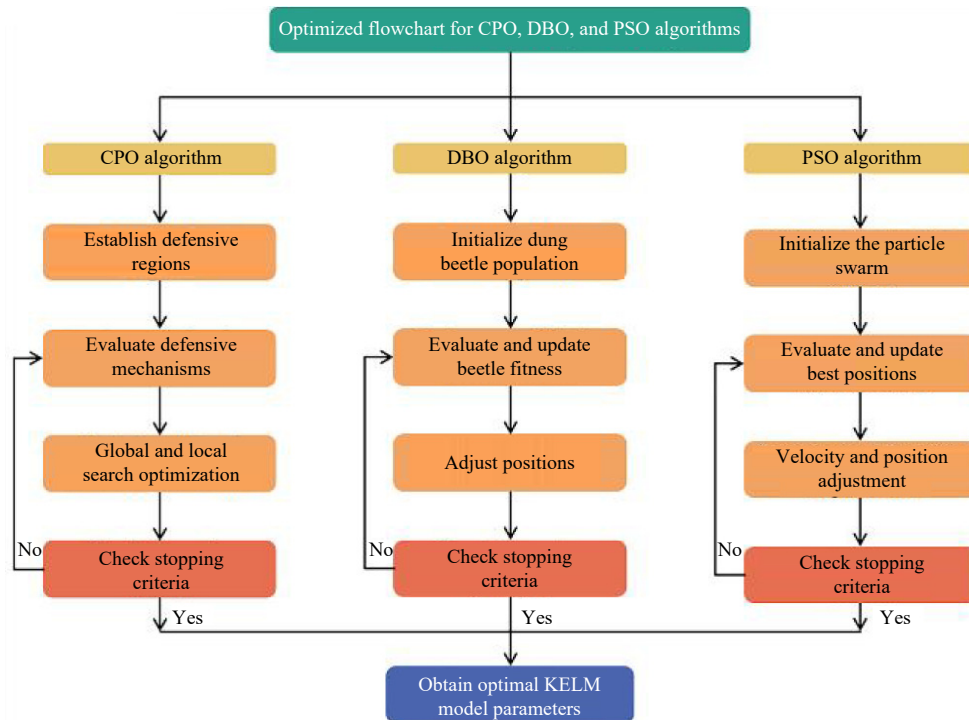 Optimized flowchart for CPO, DBO, and PSO algorithms
CPO algorithm
DBO algorithm
PSO algorithm
Establish defensive
regions
Initialize dung
beetle population
Initialize the particle
swarm
Evaluate defensive
mechanisms
Evaluate and update
beetle fitness
Evaluate and update
best positions
Global and local
search optimization
Adjust positions
Velocity and position
adjustment
No
Check stopping
criteria
No
Check stopping
criteria
No
Check stopping
criteria
Yes
Yes
Yes
Obtain optimal KELM
model parameters